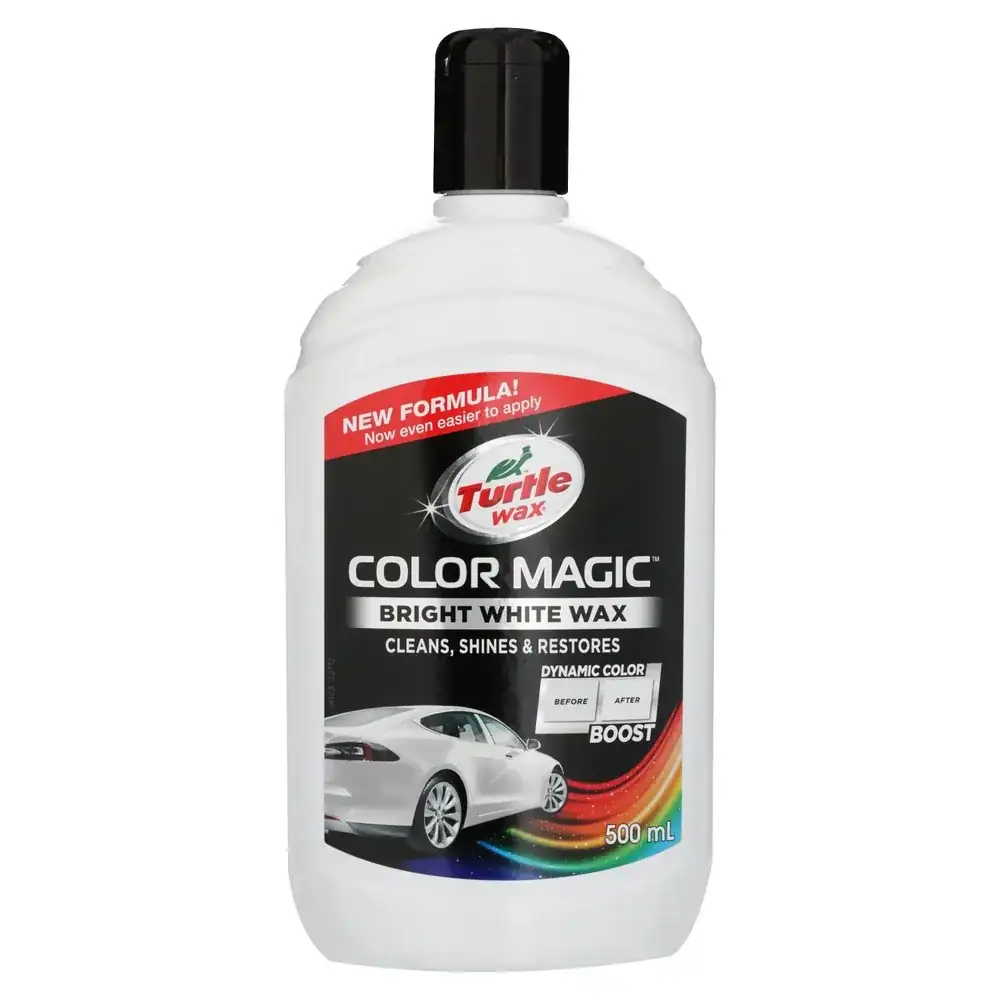 NEW FORMULA!
Now even easier to apply
Turtle
wax
COLOR MAGIC™
BRIGHT WHITE WAX
CLEANS, SHINES & RESTORES
DYNAMIC COLOR
BEFORE AFTER
BOOST
500 mL